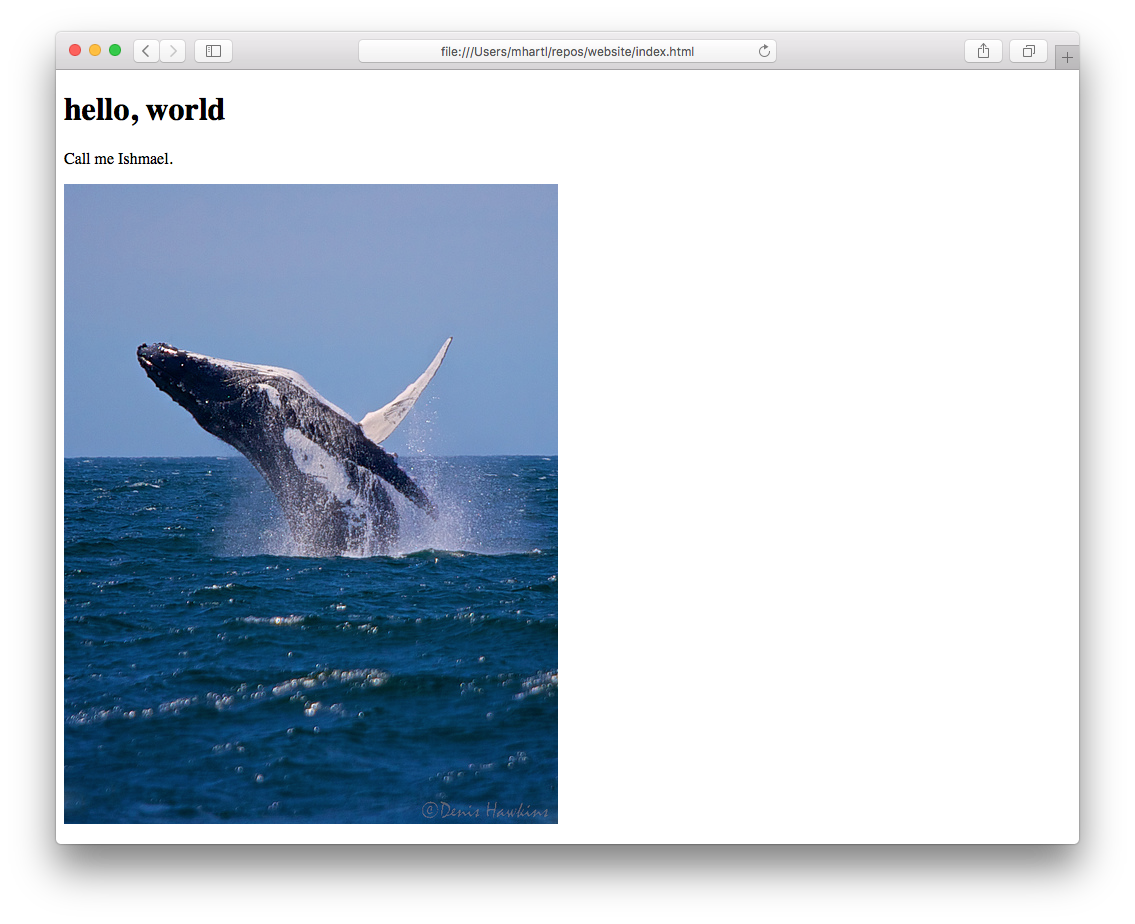 file:///Users/mhartl/repos/website/index.html
hello, world
Call me Ishmael.
@Denis Hawkins